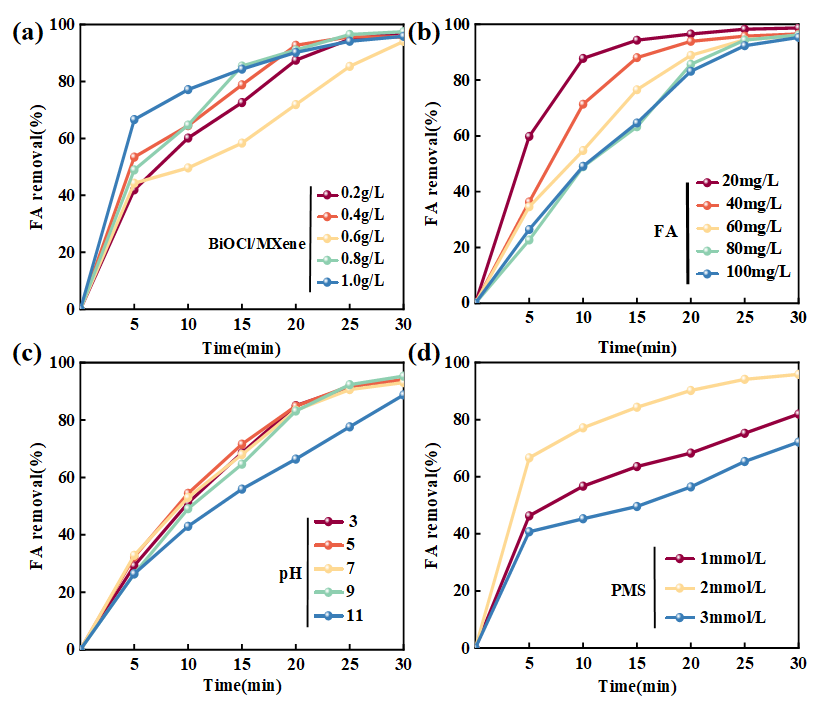 (a)
FA removal(%)
100
80
60
40
20
0
5 10 15 20 25 30
Time(min)
BiOCl/MXene
0.2g/L
0.4g/L
0.6g/L
0.8g/L
1.0g/L
(b)
FA removal(%)
100
80
60
40
20
0
5 10 15 20 25 30
Time(min)
FA
20mg/L
40mg/L
60mg/L
80mg/L
100mg/L
(c)
FA removal(%)
100
80
60
40
20
0
5 10 15 20 25 30
Time(min)
pH
3
5
7
9
11
(d)
FA removal(%)
100
80
60
40
20
0
5 10 15 20 25 30
Time(min)
PMS
1mmol/L
2mmol/L
3mmol/L